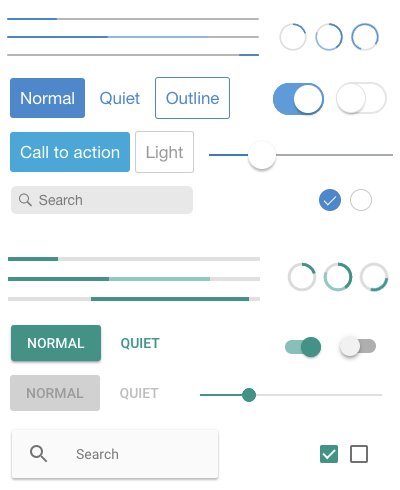 Normal Quiet Outline
Call to action Light
Search
NORMAL QUIET
NORMAL QUIET
Search